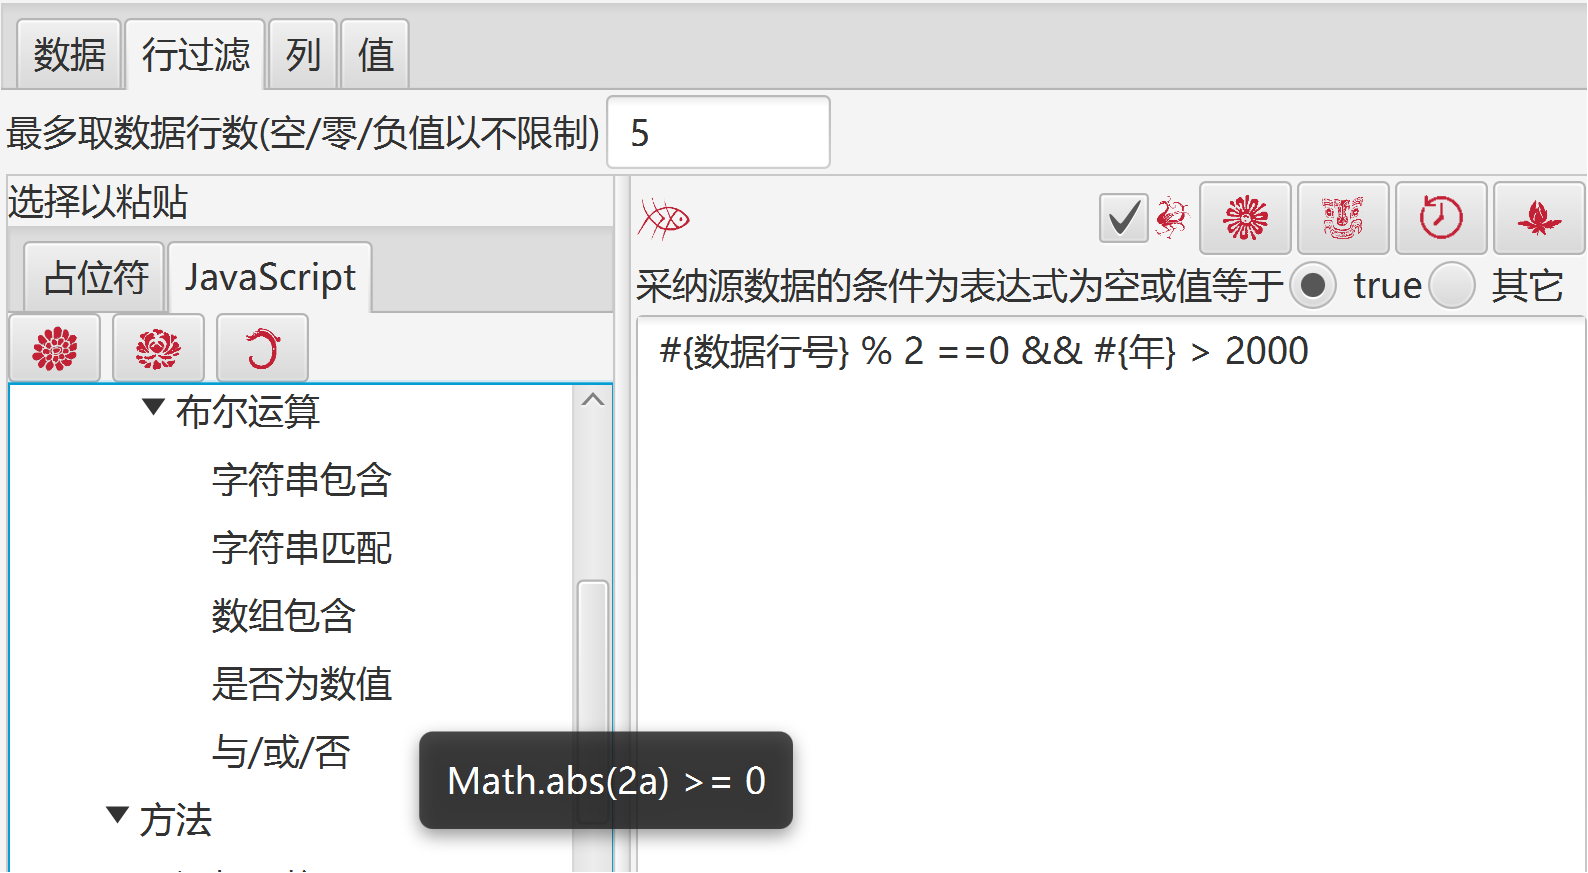 数据 行过滤 列 值
最多取数据行数(空/零/负值以不限制) 5
选择以粘贴
占位符 JavaScript
采纳源数据的条件为表达式为空或值等于 true 其它
#{数据行号} % 2 ==0 && #{年} > 2000
布尔运算
字符串包含
字符串匹配
数组包含
是否为数值
与/或/否
Math.abs(2a) >= 0
方法